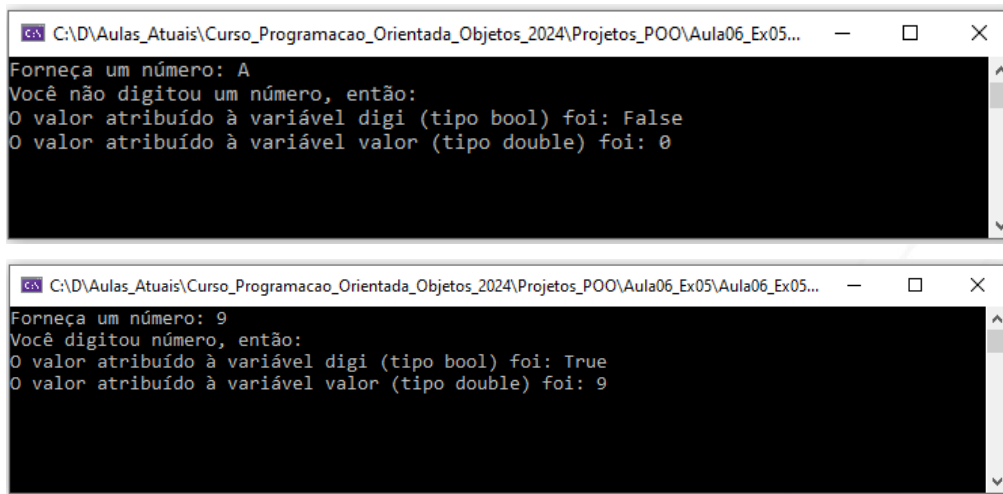 C:\D\Aulas_Atuais\Curso_Programacao_Orientada_Objetos_2024\Projetos_POO\Aula06_Ex05...
Forneça um número: A
Você não digitou um número, então:
O valor atribuído à variável digi (tipo bool) foi: False
O valor atribuído à variável valor (tipo double) foi: 0
C:\D\Aulas_Atuais\Curso_Programacao_Orientada_Objetos_2024\Projetos_POO\Aula06_Ex05\Aula06_Ex05...
Forneça um número: 9
Você digitou número, então:
O valor atribuído à variável digi (tipo bool) foi: True
O valor atribuído à variável valor (tipo double) foi: 9